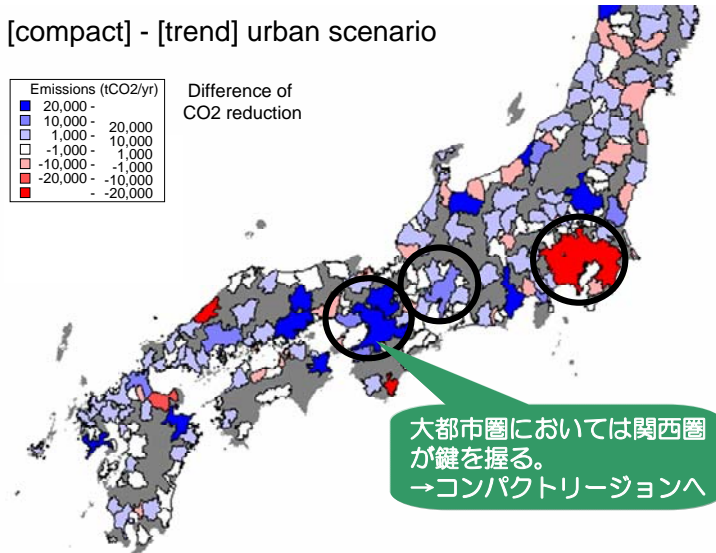 [compact] - [trend] urban scenario
Emissions (tCO2/yr)
20,000 -
10,000 - 20,000
1,000 - 10,000
-1,000 - 1,000
-10,000 - -1,000
-20,000 - -10,000
- -20,000
Difference of
CO2 reduction
大都市圏においては関西圏
が鍵を握る。
→コンパクトリージョンへ